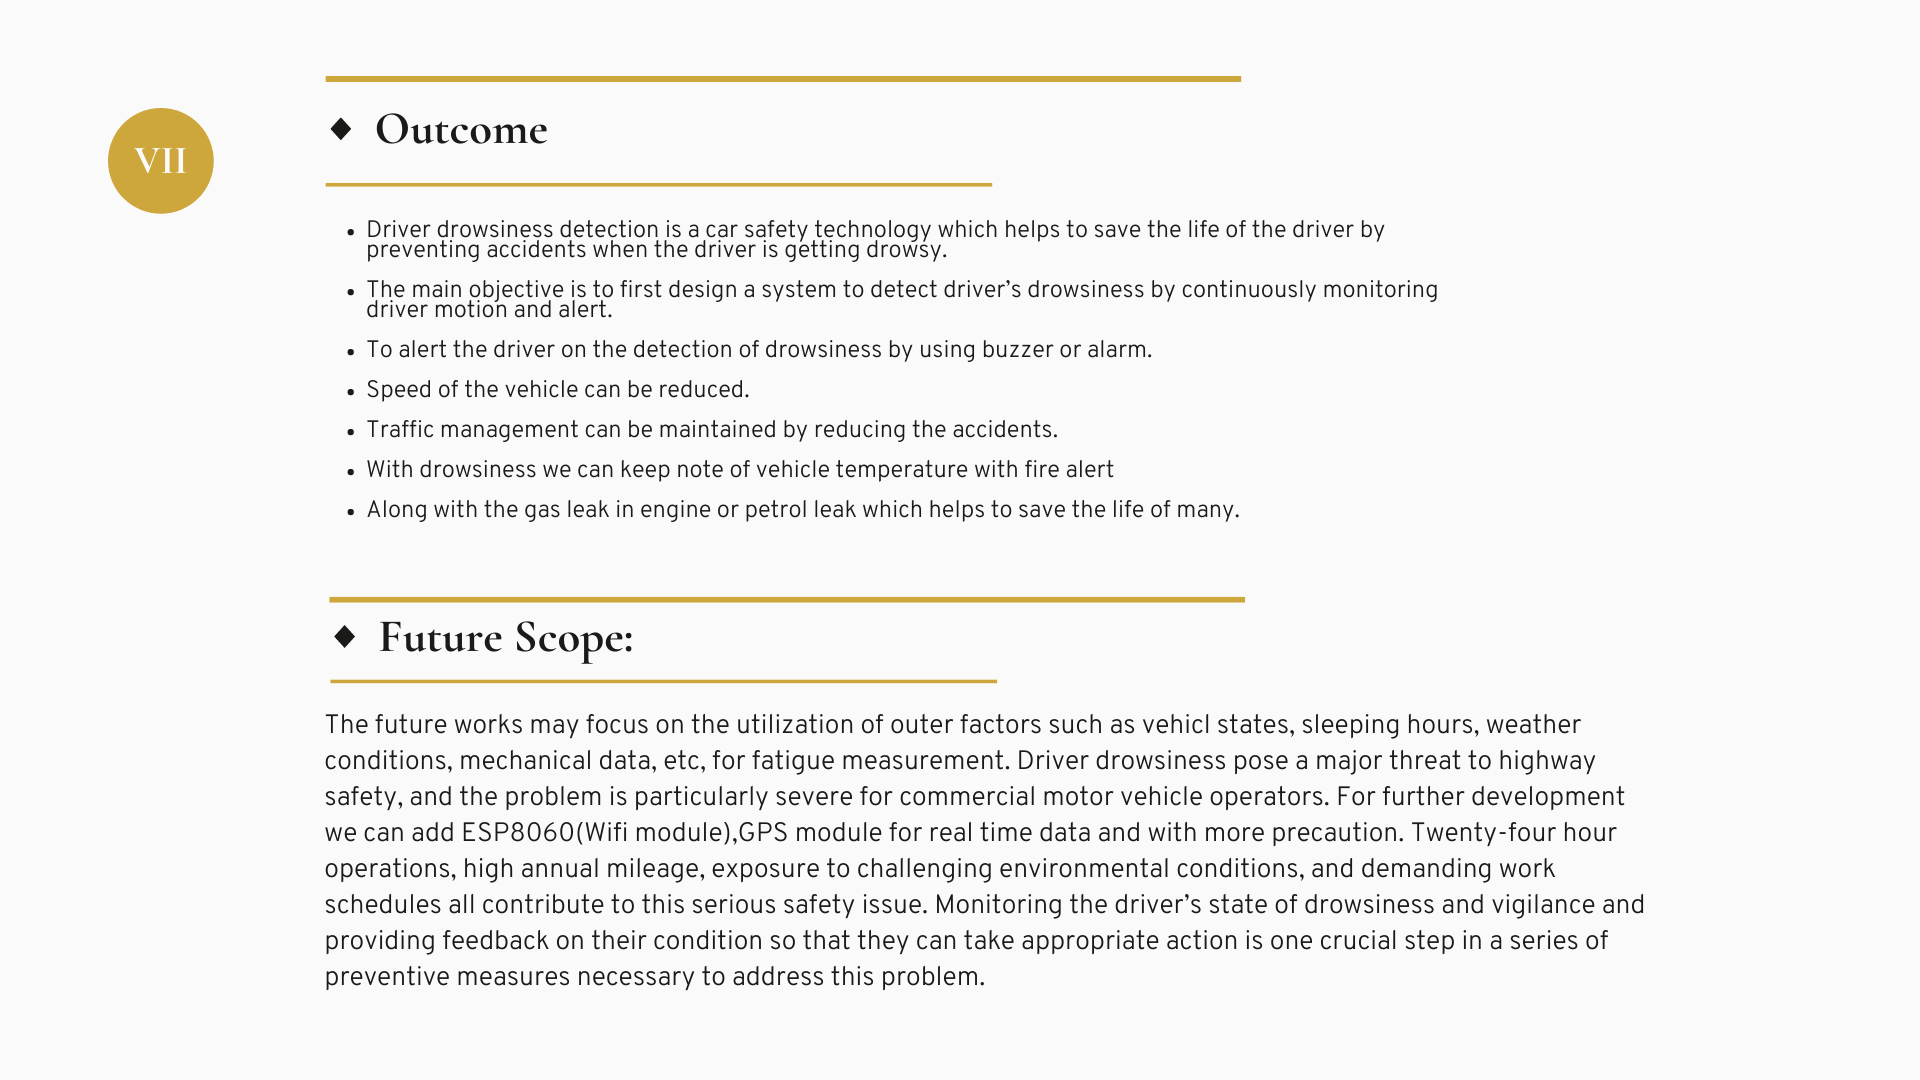 VII
◆ Outcome
• Driver drowsiness detection is a car safety technology which helps to save the life of the driver by
preventing accidents when the driver is getting drowsy.
• The main objective is to first design a system to detect driver’s drowsiness by continuously monitoring
driver motion and alert.
• To alert the driver on the detection of drowsiness by using buzzer or alarm.
• Speed of the vehicle can be reduced.
• Traffic management can be maintained by reducing the accidents.
• With drowsiness we can keep note of vehicle temperature with fire alert
• Along with the gas leak in engine or petrol leak which helps to save the life of many.
◆ Future Scope:
The future works may focus on the utilization of outer factors such as vehicl states, sleeping hours, weather
conditions, mechanical data, etc, for fatigue measurement. Driver drowsiness pose a major threat to highway
safety, and the problem is particularly severe for commercial motor vehicle operators. For further development
we can add ESP8060(Wifi module),GPS module for real time data and with more precaution. Twenty-four hour
operations, high annual mileage, exposure to challenging environmental conditions, and demanding work
schedules all contribute to this serious safety issue. Monitoring the driver’s state of drowsiness and vigilance and
providing feedback on their condition so that they can take appropriate action is one crucial step in a series of
preventive measures necessary to address this problem.